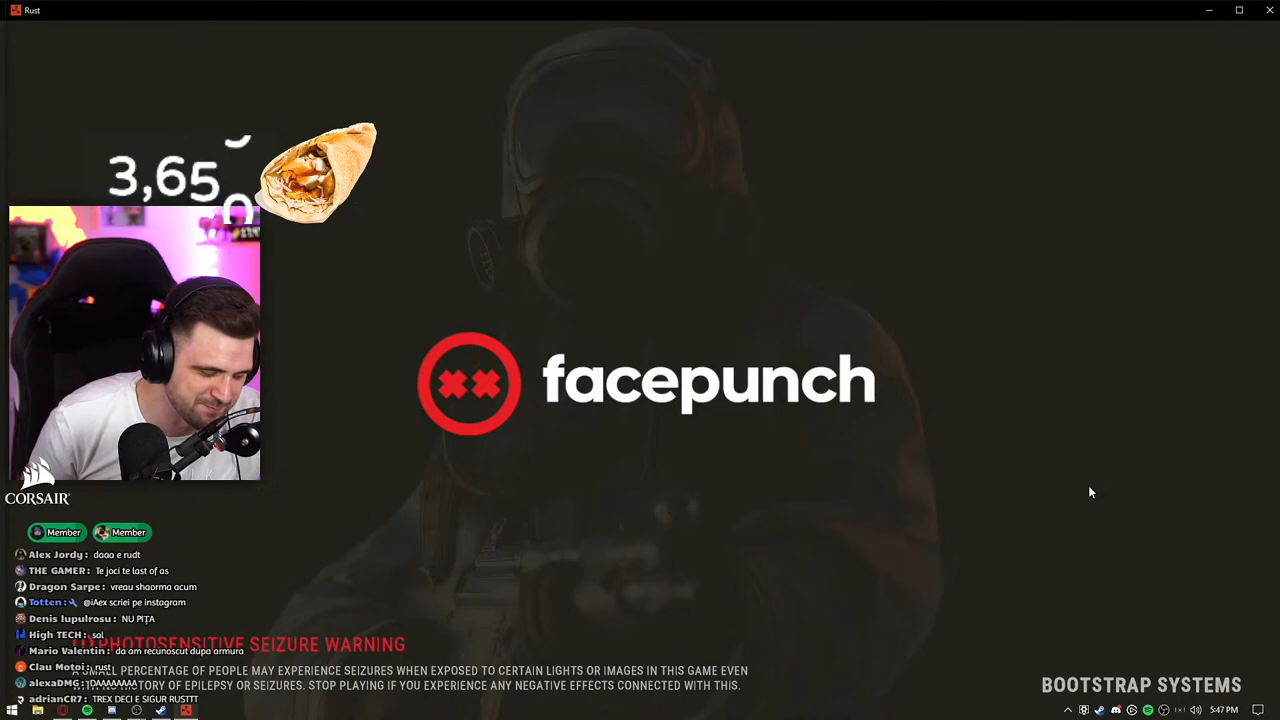 Rust
3,65
facepunch
CORSAIR
Member Member
Alex Jordy: daaa e rudt
THE GAMER: Te joci te last of as
Dragon Sarpe: vreau shaorma acum
Totten: @iAex scriei pe instagram
Denis lupulrosu: NU PIȚA
High TECH: sal
PHOTOSENSITIVE SEIZURE WARNING
Mario Valentin: da am recunoscut dupa armura
Clau Motoi: rust
A SMALL PERCENTAGE OF PEOPLE MAY EXPERIENCE SEIZURES WHEN EXPOSED TO CERTAIN LIGHTS OR IMAGES IN THIS GAME EVEN
alexaDMG: 1DAAAAAAA
WITH NO HISTORY OF EPILEPSY OR SEIZURES. STOP PLAYING IF YOU EXPERIENCE ANY NEGATIVE EFFECTS CONNECTED WITH THIS.
adrianCR7: TREX DECI E SIGUR RUSTTT
BOOTSTRAP SYSTEMS
5:47 PM